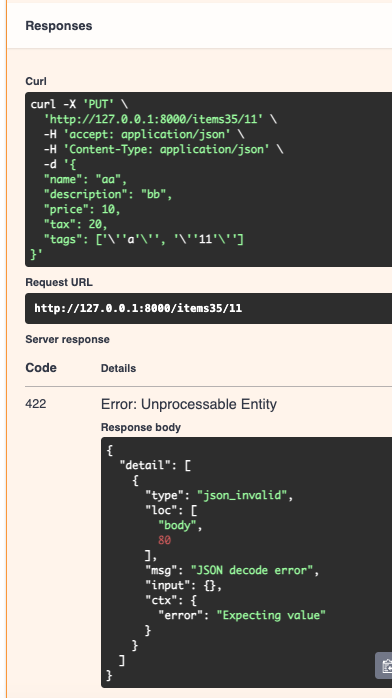 Responses
Curl
curl -X 'PUT' \
'http://127.0.0.1:8000/items35/11' \
-H 'accept: application/json' \
-H 'Content-Type: application/json' \
-d '{
"name": "aa",
"description": "bb",
"price": 10,
"tax": 20,
"tags": ['\''a'\'', '\''11'\'']
}'
Request URL
http://127.0.0.1:8000/items35/11
Server response
Code Details
422 Error: Unprocessable Entity
Response body
{
"detail": [
{
"type": "json_invalid",
"loc": [
"body",
80
],
"msg": "JSON decode error",
"input": {},
"ctx": {
"error": "Expecting value"
}
}
]
}